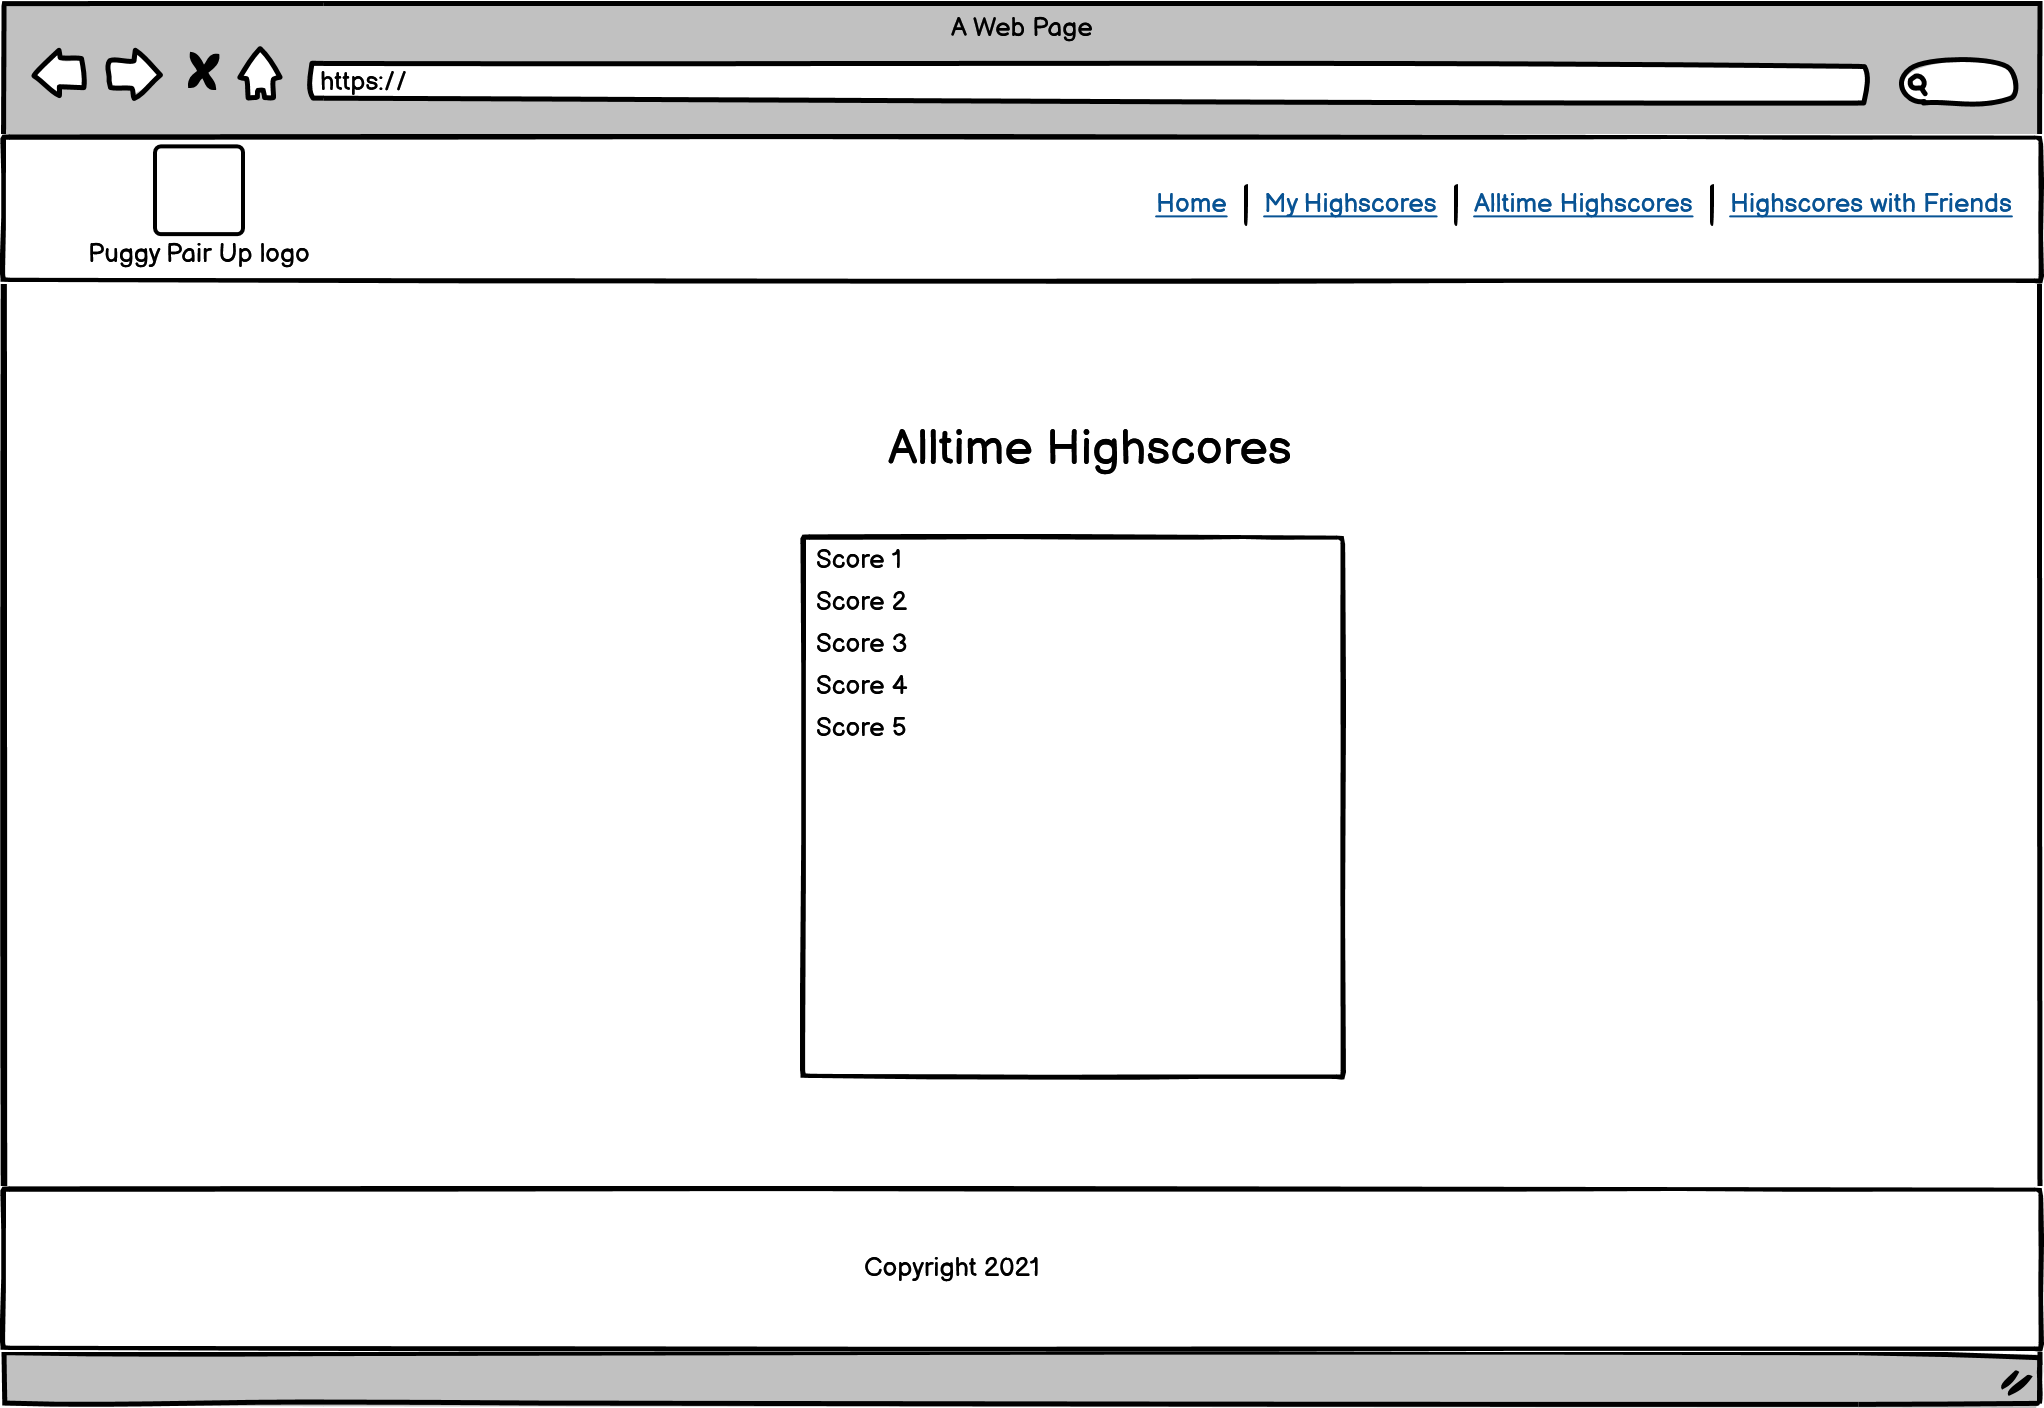 A Web Page
https://
Home | My Highscores | Alltime Highscores | Highscores with Friends
Puggy Pair Up logo
Alltime Highscores
Score 1
Score 2
Score 3
Score 4
Score 5
Copyright 2021